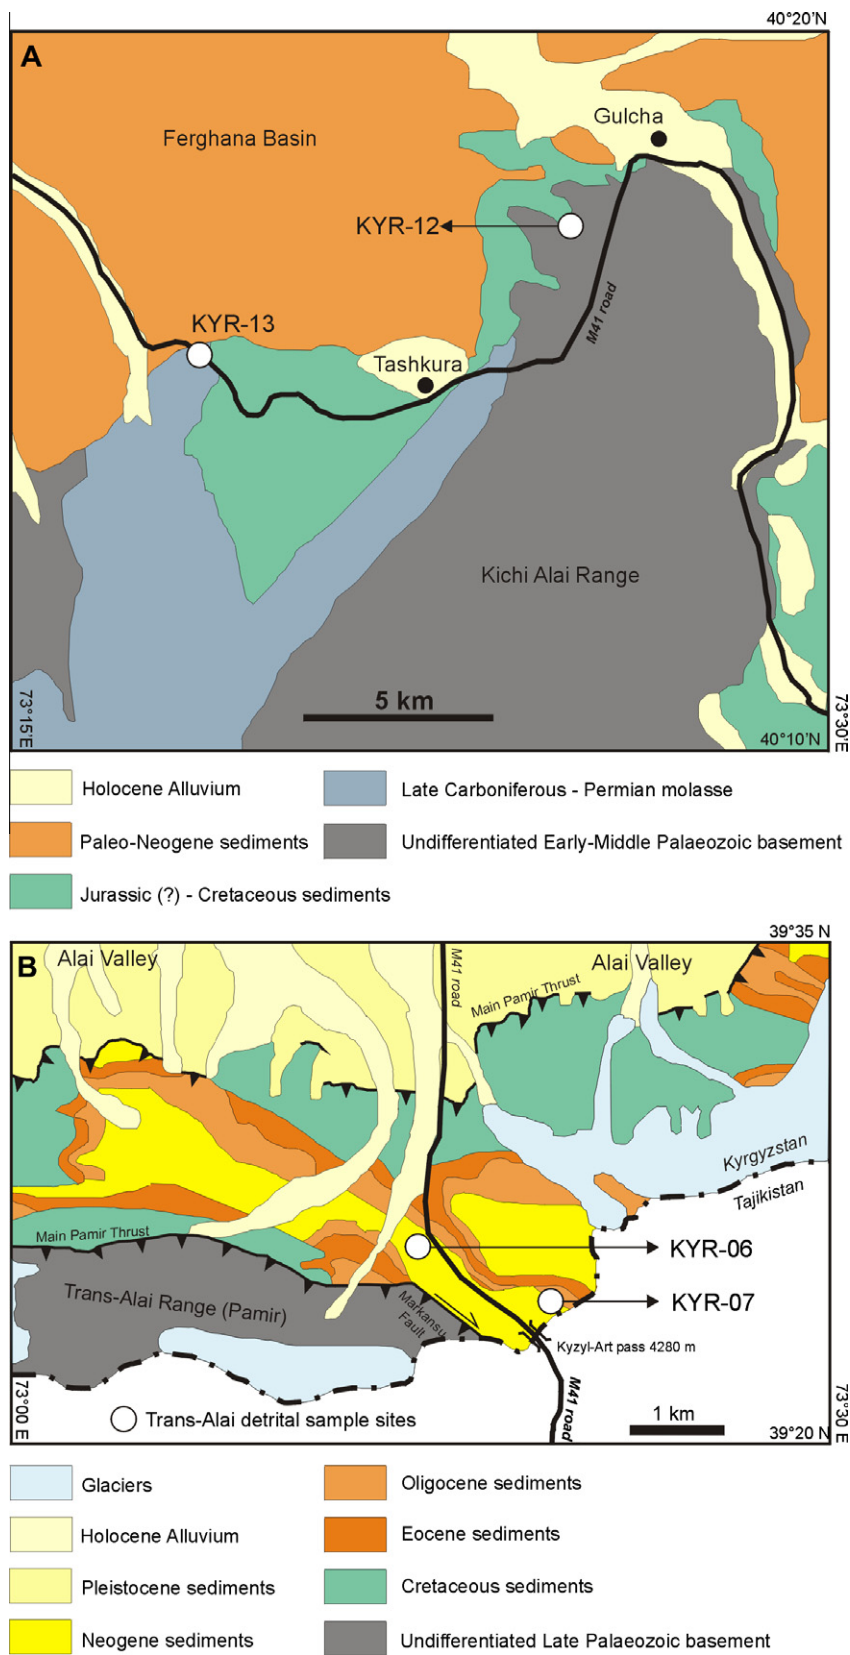 40°20'N
A
Gulcha
Ferghana Basin
KYR-12
M41 road
KYR-13
Tashkura
Kichi Alai Range
5 km
73°15'E
73°30'E
40°10'N
Holocene Alluvium
Late Carboniferous - Permian molasse
Paleo-Neogene sediments
Undifferentiated Early-Middle Palaeozoic basement
Jurassic (?) - Cretaceous sediments
39°35 N
B
Alai Valley
M41 road
Alai Valley
Main Pamir Thrust
Kyrgyzstan
Tajikistan
Main Pamir Thrust
KYR-06
Trans-Alai Range (Pamir)
KYR-07
Markansu
Fault
Kyzyl-Art pass 4280 m
M41 road
73°00 E
73°30 E
Trans-Alai detrital sample sites
1 km
39°20 N
Glaciers
Oligocene sediments
Holocene Alluvium
Eocene sediments
Pleistocene sediments
Cretaceous sediments
Neogene sediments
Undifferentiated Late Palaeozoic basement